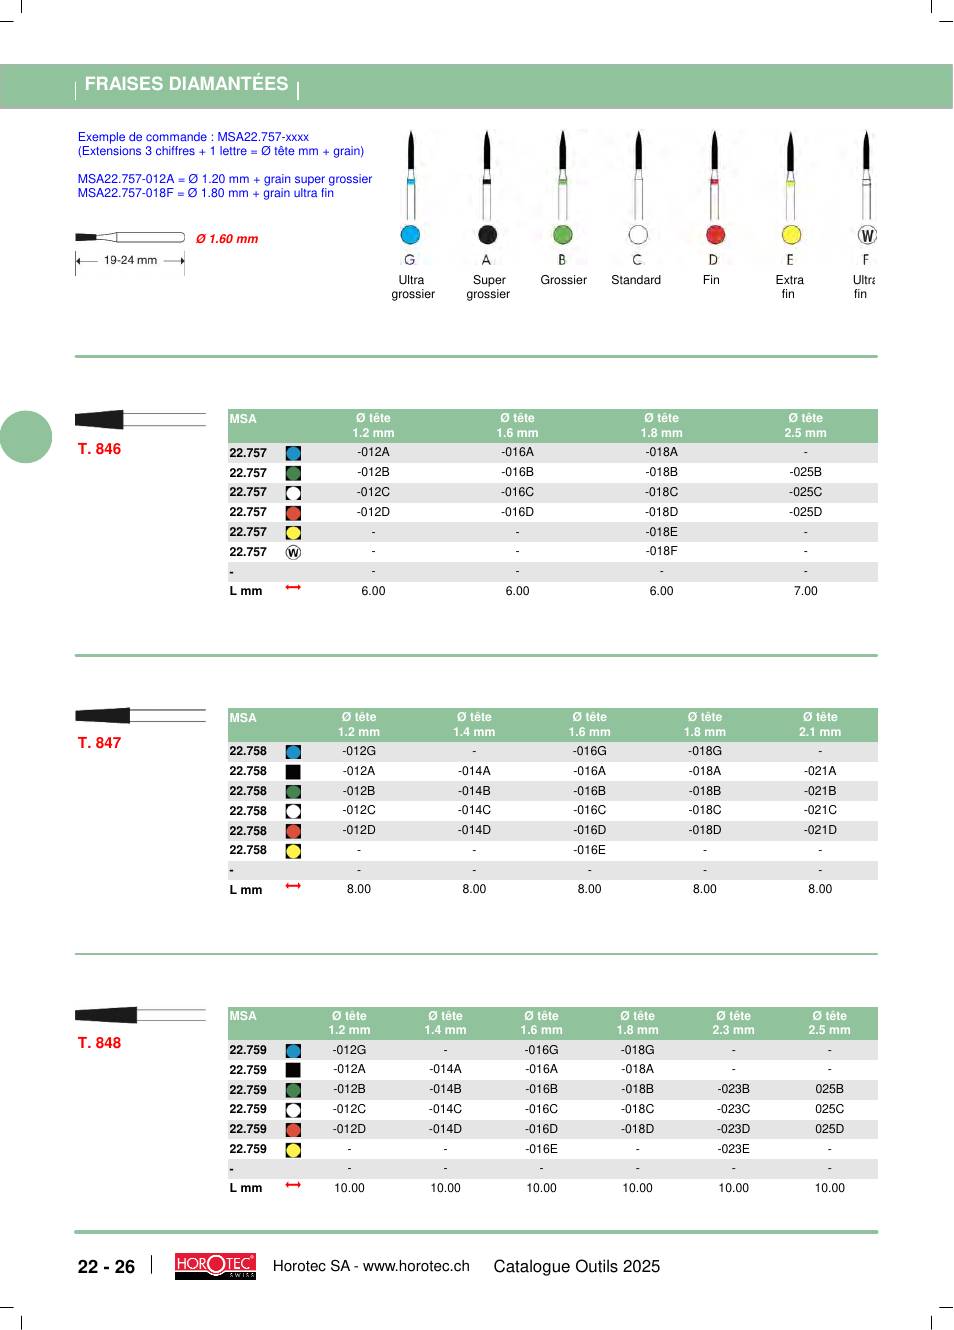 FRAISES DIAMANTÉES
Exemple de commande : MSA22.757-xxxx
(Extensions 3 chiffres + 1 lettre = Ø tête mm + grain)
MSA22.757-012A = Ø 1.20 mm + grain super grossier
MSA22.757-018F = Ø 1.80 mm + grain ultra fin
Ø 1.60 mm
19-24 mm
W
G A B C D E F
Ultra grossier
Super grossier
Grossier
Standard
Fin
Extra fin
Ultra fin
T. 846
MSA Ø tête 1.2 mm Ø tête 1.6 mm Ø tête 1.8 mm Ø tête 2.5 mm
22.757 -012A -016A -018A -
22.757 -012B -016B -018B -025B
22.757 -012C -016C -018C -025C
22.757 -012D -016D -018D -025D
22.757 - - -018E -
22.757 W - - -018F -
- - - - -
L mm 6.00 6.00 6.00 7.00
T. 847
MSA Ø tête 1.2 mm Ø tête 1.4 mm Ø tête 1.6 mm Ø tête 1.8 mm Ø tête 2.1 mm
22.758 -012G - -016G -018G -
22.758 -012A -014A -016A -018A -021A
22.758 -012B -014B -016B -018B -021B
22.758 -012C -014C -016C -018C -021C
22.758 -012D -014D -016D -018D -021D
22.758 - - -016E - -
- - - - - -
L mm 8.00 8.00 8.00 8.00 8.00
T. 848
MSA Ø tête 1.2 mm Ø tête 1.4 mm Ø tête 1.6 mm Ø tête 1.8 mm Ø tête 2.3 mm Ø tête 2.5 mm
22.759 -012G - -016G -018G - -
22.759 -012A -014A -016A -018A - -
22.759 -012B -014B -016B -018B -023B 025B
22.759 -012C -014C -016C -018C -023C 025C
22.759 -012D -014D -016D -018D -023D 025D
22.759 - - -016E - -023E -
- - - - - - -
L mm 10.00 10.00 10.00 10.00 10.00 10.00
22 - 26
HOROTEC®
SWISS
Horotec SA - www.horotec.ch Catalogue Outils 2025